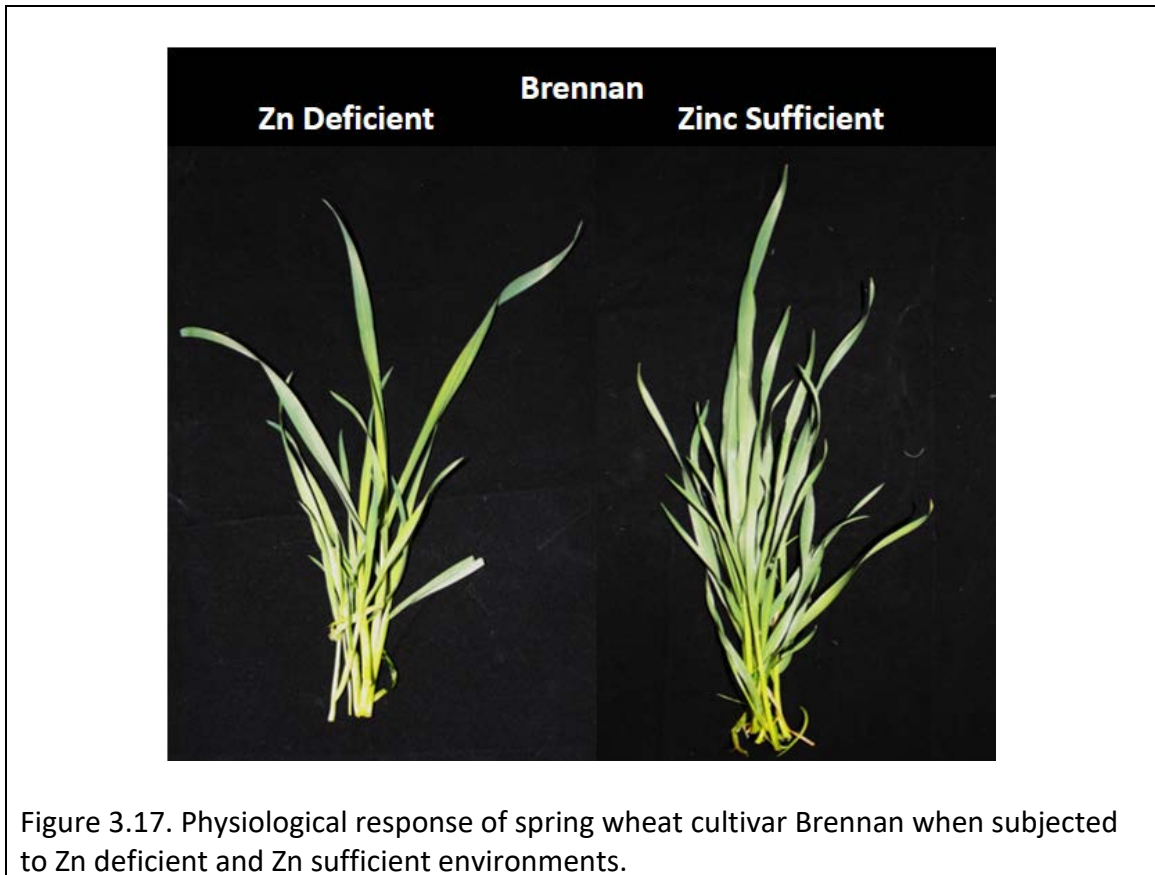 Brennan
Zn Deficient
Zinc Sufficient
Figure 3.17. Physiological response of spring wheat cultivar Brennan when subjected
to Zn deficient and Zn sufficient environments.